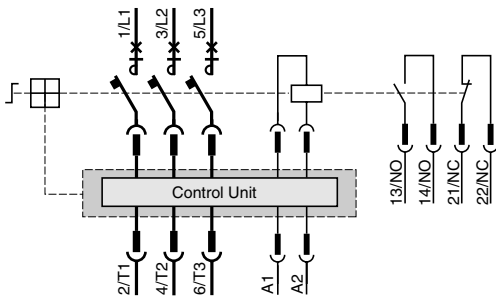 1/L1
3/L2
5/L3
13/NO
14/NO
21/NC
22/NC
Control Unit
2/T1
4/T2
6/T3
A1
A2